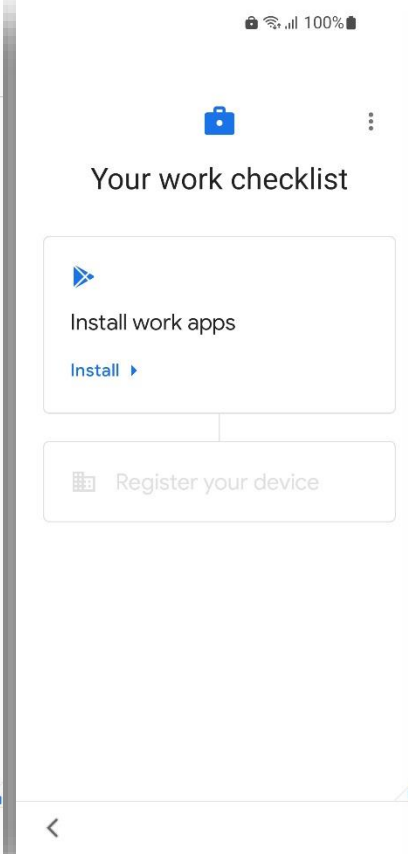 100%
Your work checklist
Install work apps
Install
Register your device